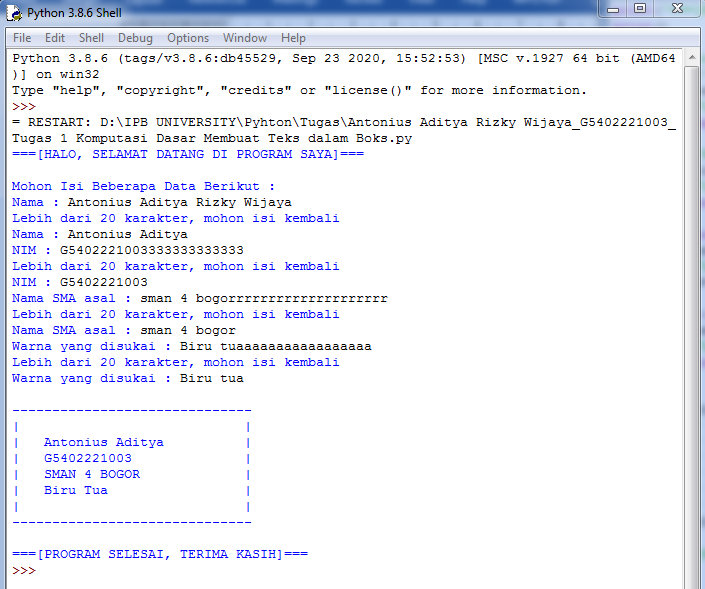 Python 3.8.6 Shell
File Edit Shell Debug Options Window Help
Python 3.8.6 (tags/v3.8.6:db45529, Sep 23 2020, 15:52:53) [MSC v.1927 64 bit (AMD64
)] on win32
Type "help", "copyright", "credits" or "license()" for more information.
>>>
= RESTART: D:\IPB UNIVERSITY\Pyhton\Tugas\Antonius Aditya Rizky Wijaya_G5402221003_
Tugas 1 Komputasi Dasar Membuat Teks dalam Boks.py
===[HALO, SELAMAT DATANG DI PROGRAM SAYA]===

Mohon Isi Beberapa Data Berikut :
Nama : Antonius Aditya Rizky Wijaya
Lebih dari 20 karakter, mohon isi kembali
Nama : Antonius Aditya
NIM : G5402221003333333333333
Lebih dari 20 karakter, mohon isi kembali
NIM : G5402221003
Nama SMA asal : sman 4 bogorrrrrrrrrrrrrrrrrrrr
Lebih dari 20 karakter, mohon isi kembali
Nama SMA asal : sman 4 bogor
Warna yang disukai : Biru tuaaaaaaaaaaaaaaaaa
Lebih dari 20 karakter, mohon isi kembali
Warna yang disukai : Biru tua

------------------------------
|                            |
|   Antonius Aditya          |
|   G5402221003              |
|   SMAN 4 BOGOR             |
|   Biru Tua                 |
|                            |
------------------------------

===[PROGRAM SELESAI, TERIMA KASIH]===
>>>